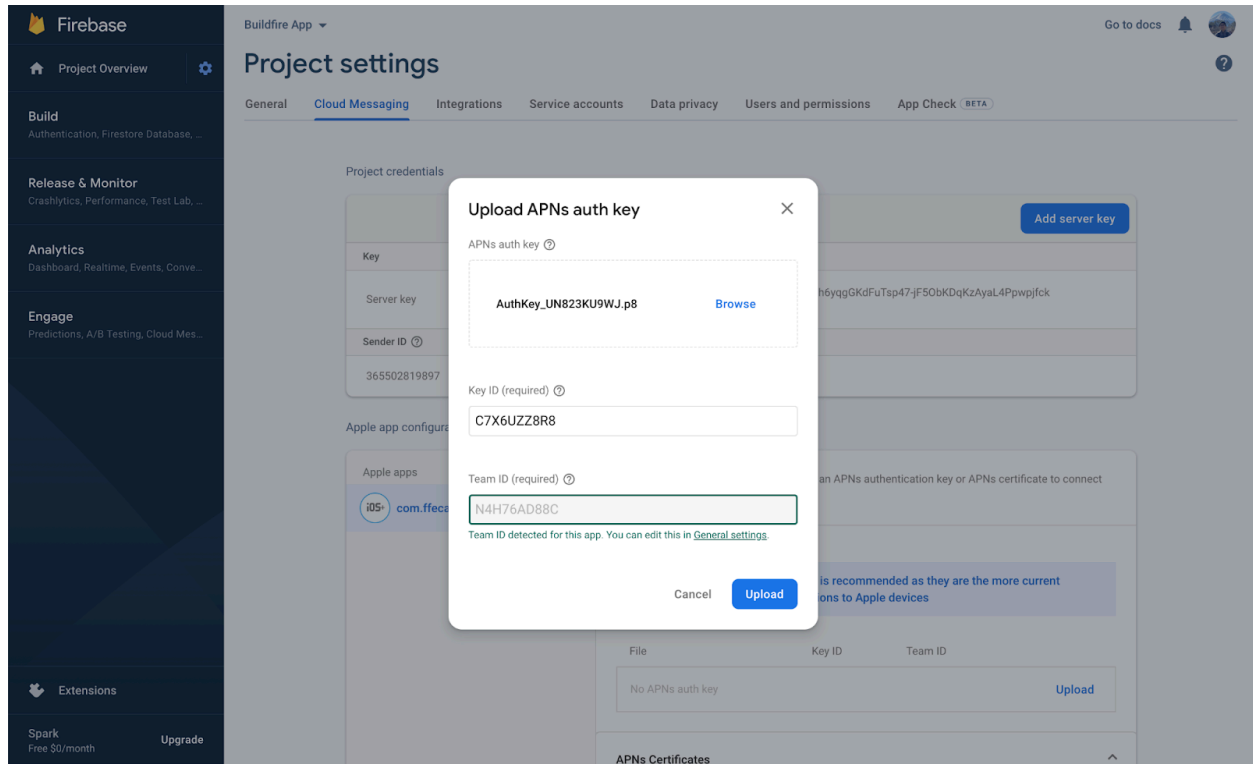 Firebase
Project Overview
Build
Authentication, Firestore Database, ...
Release & Monitor
Crashlytics, Performance, Test Lab, ...
Analytics
Dashboard, Realtime, Events, Conve...
Engage
Predictions, A/B Testing, Cloud Mes...
Extensions
Spark
Free $0/month
Upgrade
Buildfire App
Go to docs
Project settings
General Cloud Messaging Integrations Service accounts Data privacy Users and permissions App Check BETA
Project credentials
Add server key
Key
Server key
h6yqgGKdFuTsp47-jF5ObKDqKzAyaL4Ppwpjfck
Sender ID
365502819897
Apple app configura
Apple apps
iOS+
com.ffeca
an APNs authentication key or APNs certificate to connect
is recommended as they are the more current
ons to Apple devices
File Key ID Team ID
No APNs auth key Upload
APNs Certificates
Upload APNs auth key
APNs auth key
AuthKey_UN823KU9WJ.p8 Browse
Key ID (required)
C7X6UZZ8R8
Team ID (required)
N4H76AD88C
Team ID detected for this app. You can edit this in General settings.
Cancel Upload